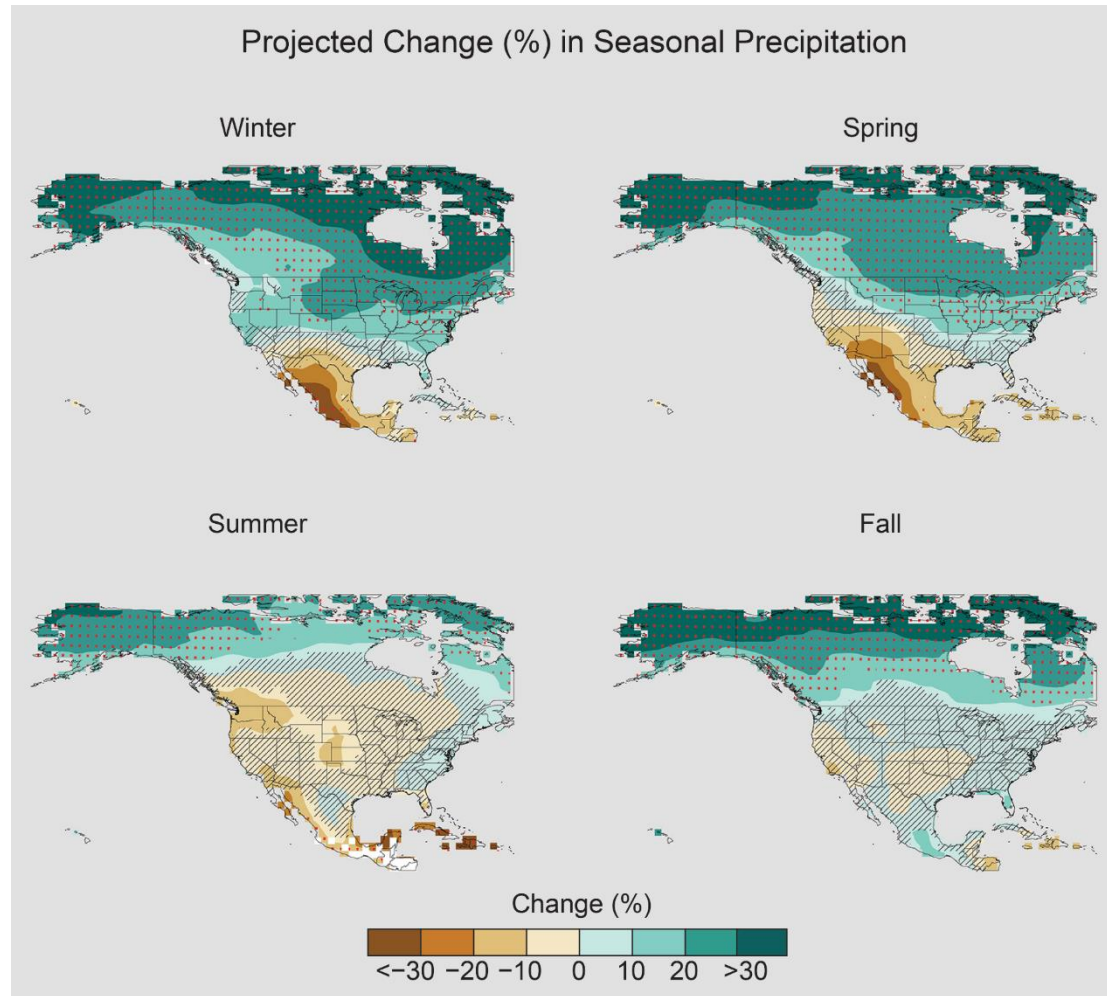 Projected Change (%) in Seasonal Precipitation
Winter
Spring
Summer
Fall
Change (%)
<−30 −20 −10 0 10 20 >30